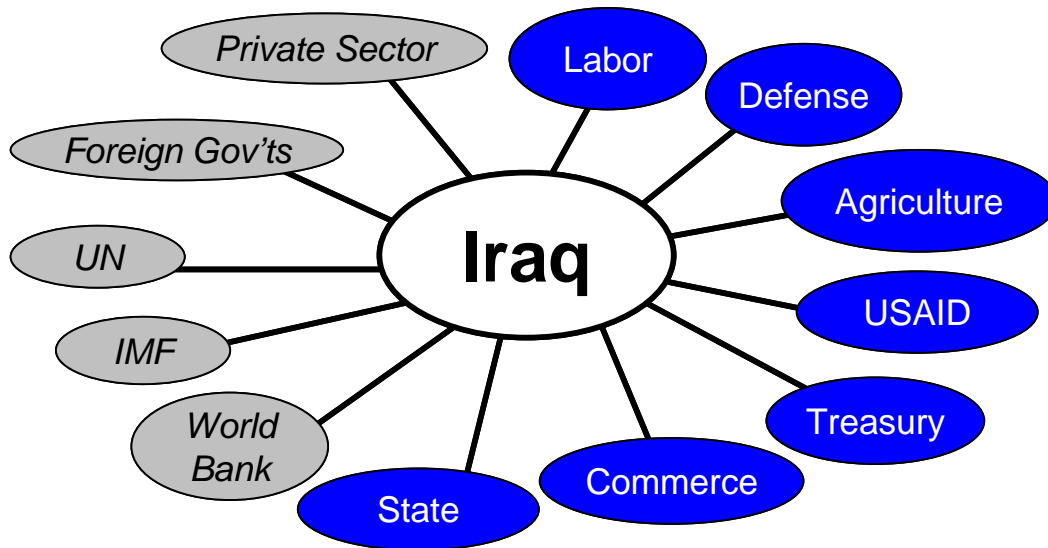 Private Sector
Labor
Defense
Foreign Gov’ts
Agriculture
UN
Iraq
USAID
IMF
World
Bank
Treasury
Commerce
State